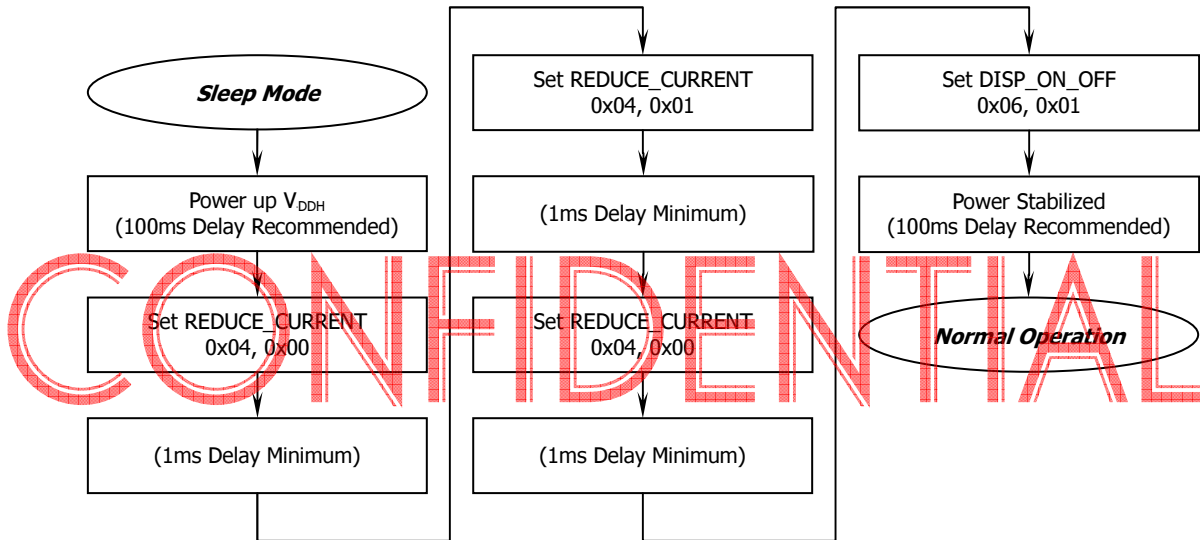 Sleep Mode
Power up VDDH
(100ms Delay Recommended)
Set REDUCE_CURRENT
0x04, 0x00
(1ms Delay Minimum)
Set REDUCE_CURRENT
0x04, 0x01
(1ms Delay Minimum)
Set REDUCE_CURRENT
0x04, 0x00
(1ms Delay Minimum)
Set DISP_ON_OFF
0x06, 0x01
Power Stabilized
(100ms Delay Recommended)
Normal Operation
CONFIDENTIAL